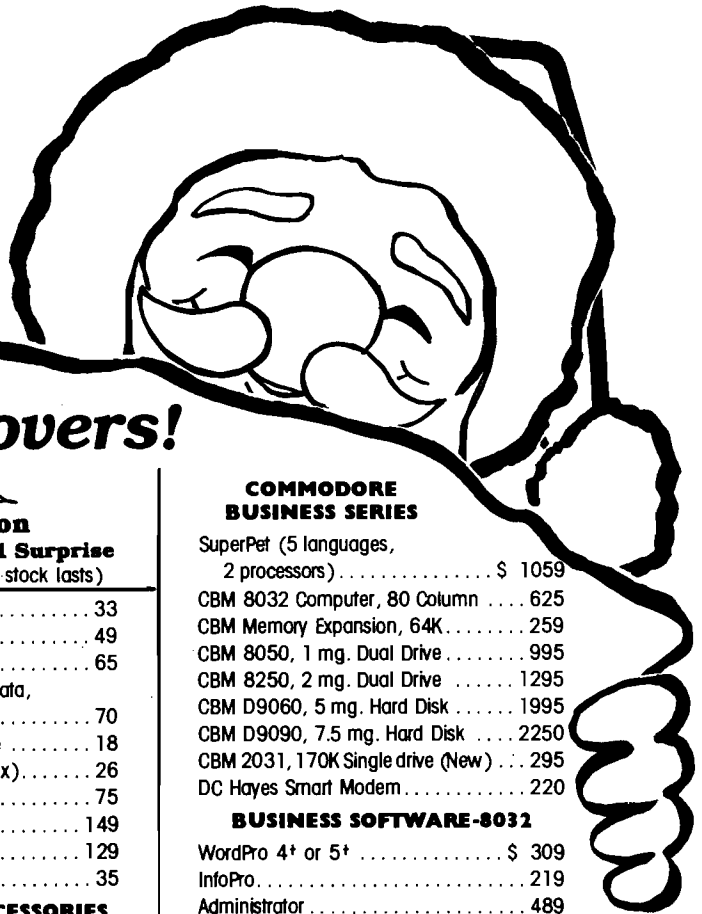 overs!
on
l Surprise
stock lasts)
. . . . . . . . . . 33
. . . . . . . . . . 49
. . . . . . . . . . 65
ata,
. . . . . . . . . . 70
. . . . . . . . 18
x) . . . . . . . 26
. . . . . . . . . . 75
. . . . . . . . . 149
. . . . . . . . . 129
. . . . . . . . . . 35
CESSORIES
COMMODORE
BUSINESS SERIES
SuperPet (5 languages,
2 processors) . . . . . . . . . . . . . . . $ 1059
CBM 8032 Computer, 80 Column . . . . 625
CBM Memory Expansion, 64K . . . . . . . . 259
CBM 8050, 1 mg. Dual Drive . . . . . . . . 995
CBM 8250, 2 mg. Dual Drive . . . . . . 1295
CBM D9060, 5 mg. Hard Disk . . . . . . 1995
CBM D9090, 7.5 mg. Hard Disk . . . . 2250
CBM 2031, 170K Single drive (New) . . . 295
DC Hayes Smart Modem . . . . . . . . . . . . 220
BUSINESS SOFTWARE-8032
WordPro 4+ or 5+ . . . . . . . . . . . . . . $ 309
InfoPro . . . . . . . . . . . . . . . . . . . . . . . . 219
Administrator . . . . . . . . . . . . . . . . . . . 489